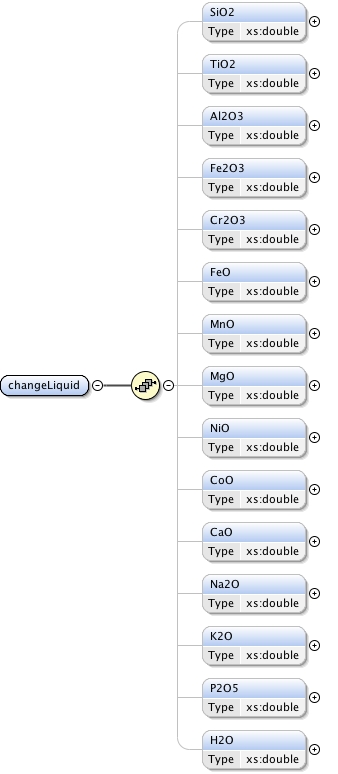 SiO2
Type xs:double
TiO2
Type xs:double
Al2O3
Type xs:double
Fe2O3
Type xs:double
Cr2O3
Type xs:double
FeO
Type xs:double
MnO
Type xs:double
changeLiquid
MgO
Type xs:double
NiO
Type xs:double
CoO
Type xs:double
CaO
Type xs:double
Na2O
Type xs:double
K2O
Type xs:double
P2O5
Type xs:double
H2O
Type xs:double